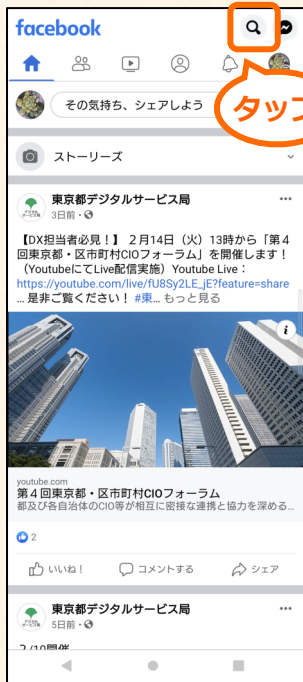 facebook
タップ
その気持ち、シェアしよう
ストーリーズ
東京都デジタルサービス局
3日前・
【DX担当者必見！】 2月14日（火）13時から「第4
回東京都・区市町村CIOフォーラム」を開催します！
（YoutubeにてLive配信実施）Youtube Live：
https://youtube.com/live/fU8Sy2LE_jE?feature=share
... 是非ご覧ください！ #東... もっと見る
youtube.com
第4回東京都・区市町村CIOフォーラム
都及び各自治体のCIO等が相互に密接な連携と協力を深める...
2
いいね！ コメントする シェア
東京都デジタルサービス局
5日前・